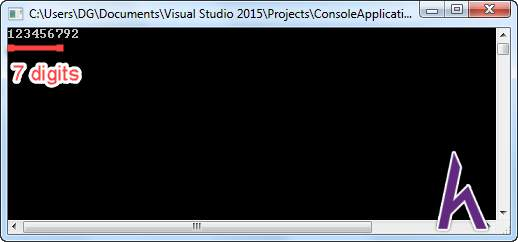 C:\Users\DG\Documents\Visual Studio 2015\Projects\ConsoleApplicati...
123456792
7 digits